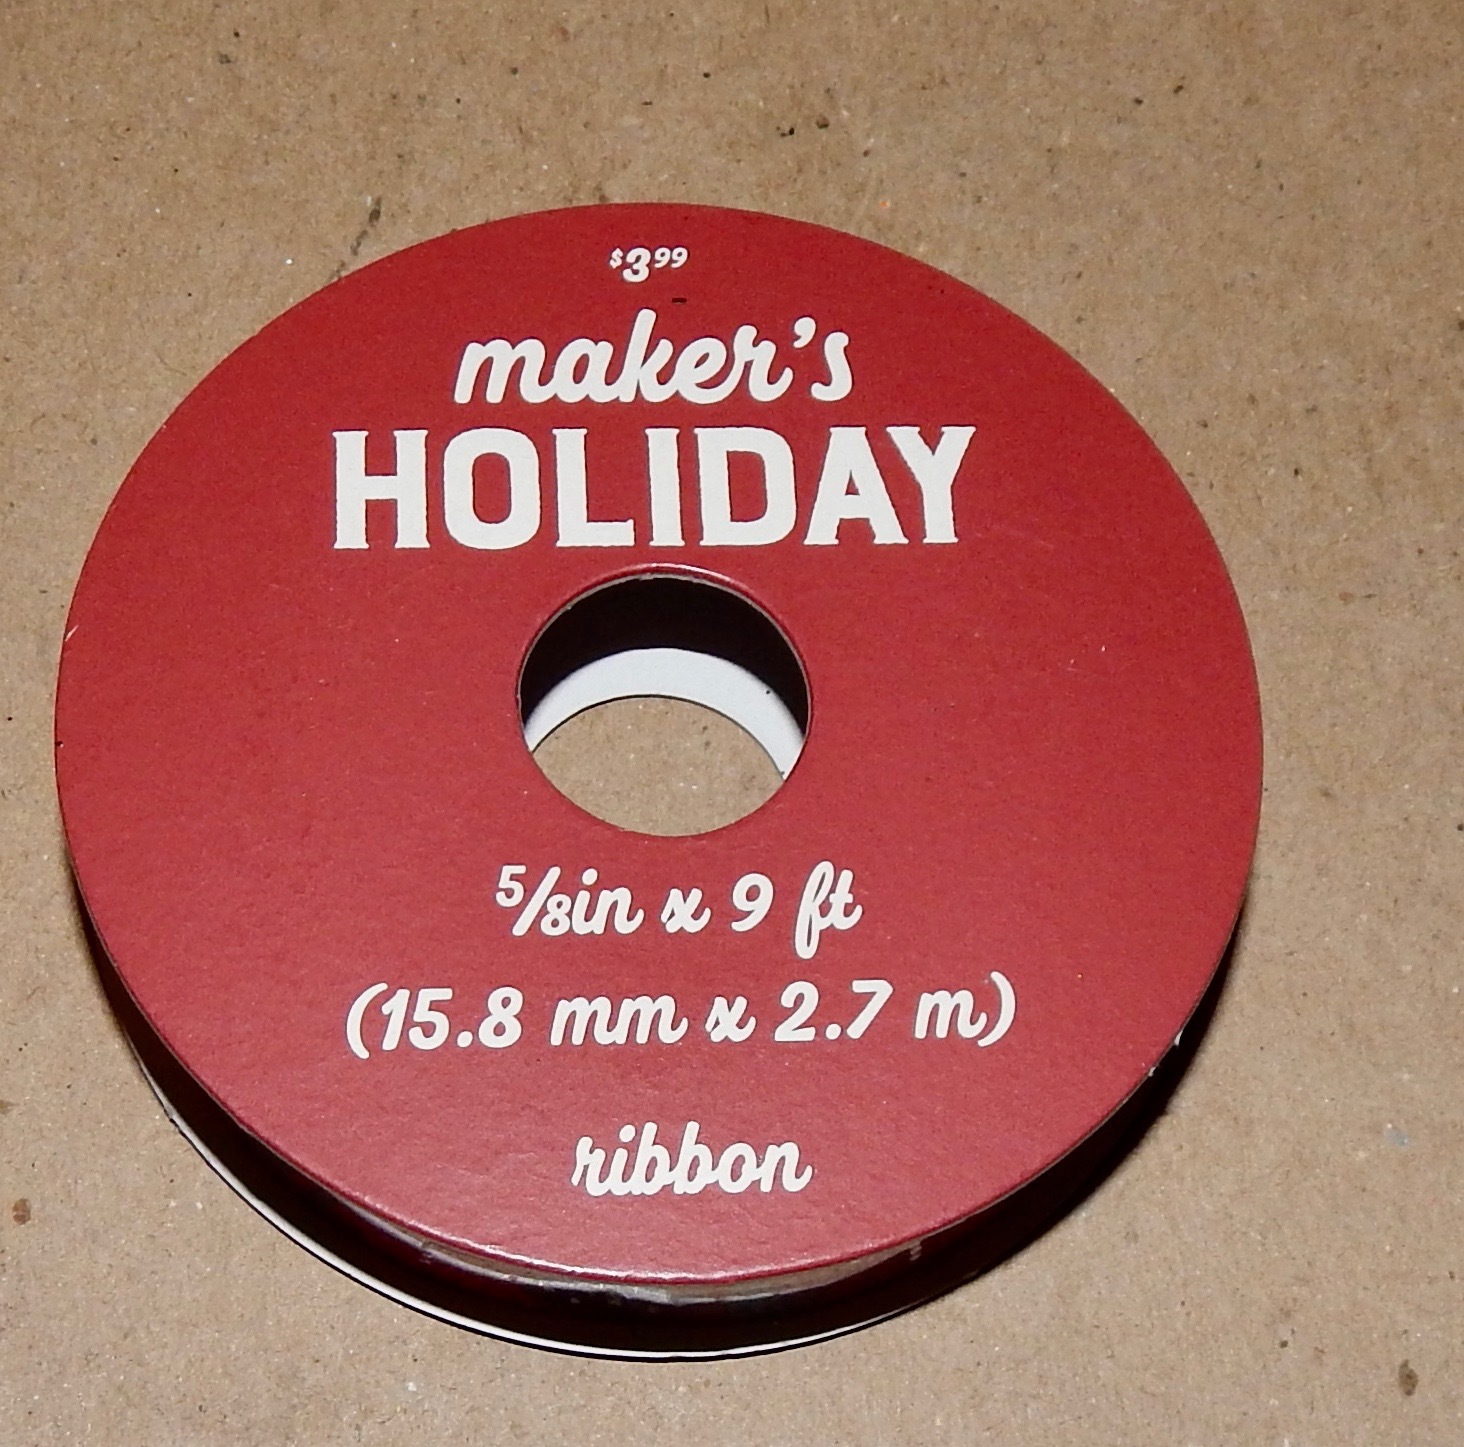 $3.99
maker's
HOLIDAY
5/8in x 9 ft
(15.8 mm x 2.7 m)
ribbon